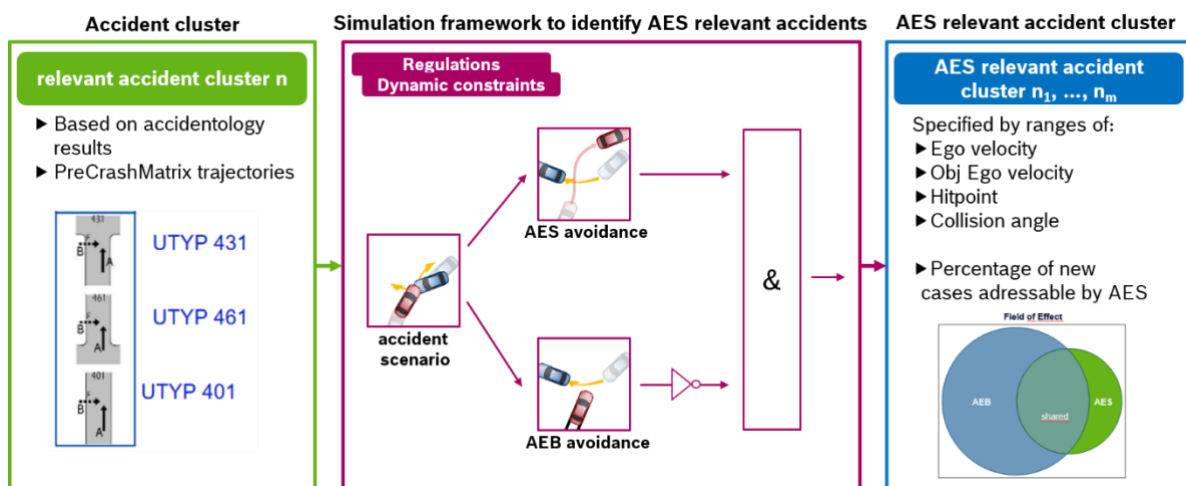 Accident cluster
relevant accident cluster n
▶ Based on accidentology
results
▶ PreCrashMatrix trajectories
431
B
F
A
UTYP 431
461
B
F
A
UTYP 461
401
B
F
A
UTYP 401
Simulation framework to identify AES relevant accidents
Regulations
Dynamic constraints
accident
scenario
AES avoidance
AEB avoidance
&
AES relevant accident cluster
AES relevant accident
cluster n1, ..., nm
Specified by ranges of:
▶ Ego velocity
▶ Obj Ego velocity
▶ Hitpoint
▶ Collision angle
▶ Percentage of new
cases adressable by AES
Field of Effect
AEB
shared
AES